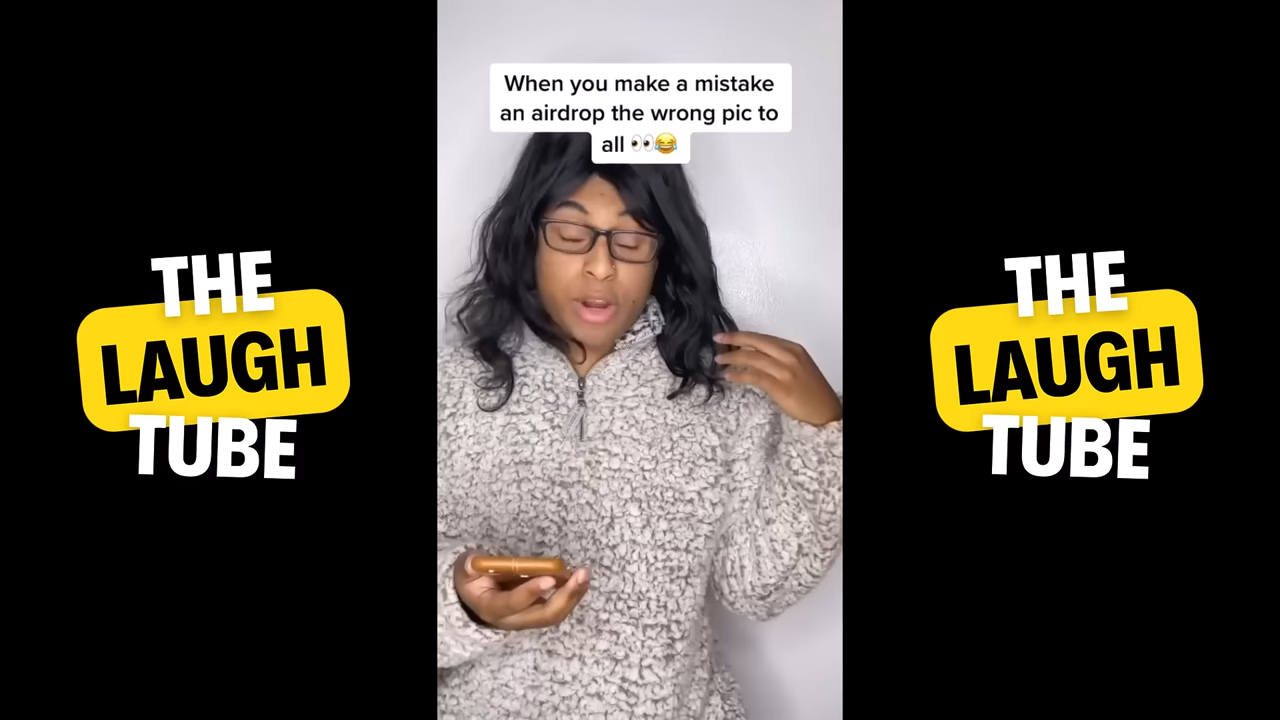 When you make a mistake
an airdrop the wrong pic to
all 👀😂
THE
LAUGH
TUBE
THE
LAUGH
TUBE